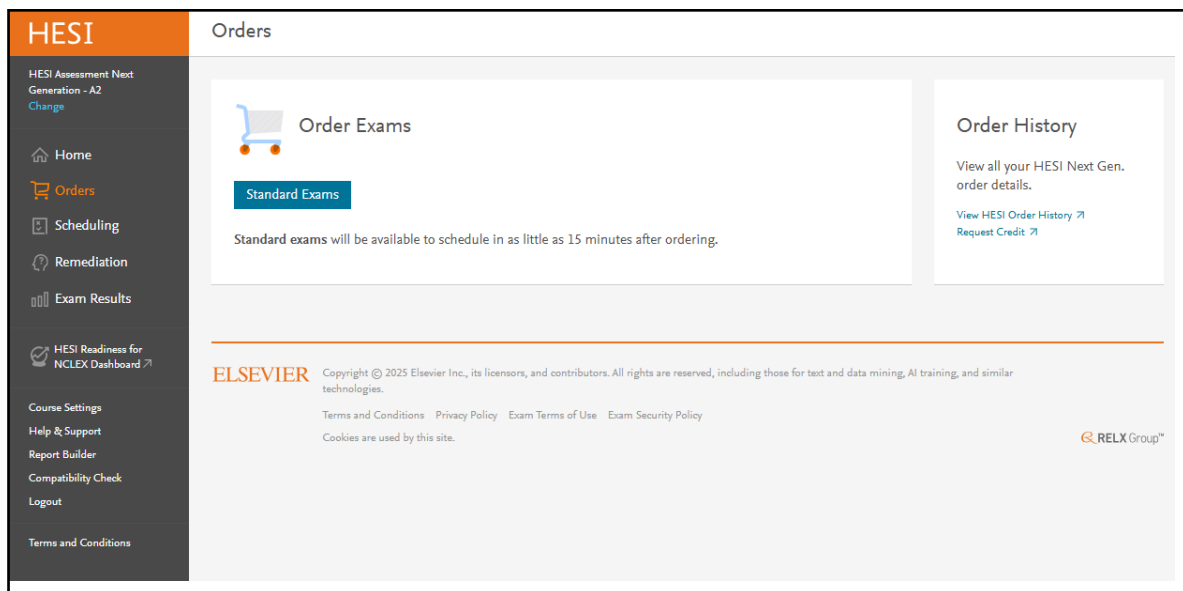 HESI
HESI Assessment Next
Generation - A2
Change
Home
Orders
Scheduling
Remediation
Exam Results
HESI Readiness for
NCLEX Dashboard
Course Settings
Help & Support
Report Builder
Compatibility Check
Logout
Terms and Conditions
Orders
Order Exams
Standard Exams
Standard exams will be available to schedule in as little as 15 minutes after ordering.
Order History
View all your HESI Next Gen.
order details.
View HESI Order History
Request Credit
ELSEVIER
Copyright © 2025 Elsevier Inc., its licensors, and contributors. All rights are reserved, including those for text and data mining, AI training, and similar
technologies.
Terms and Conditions Privacy Policy Exam Terms of Use Exam Security Policy
Cookies are used by this site.
RELX Group™